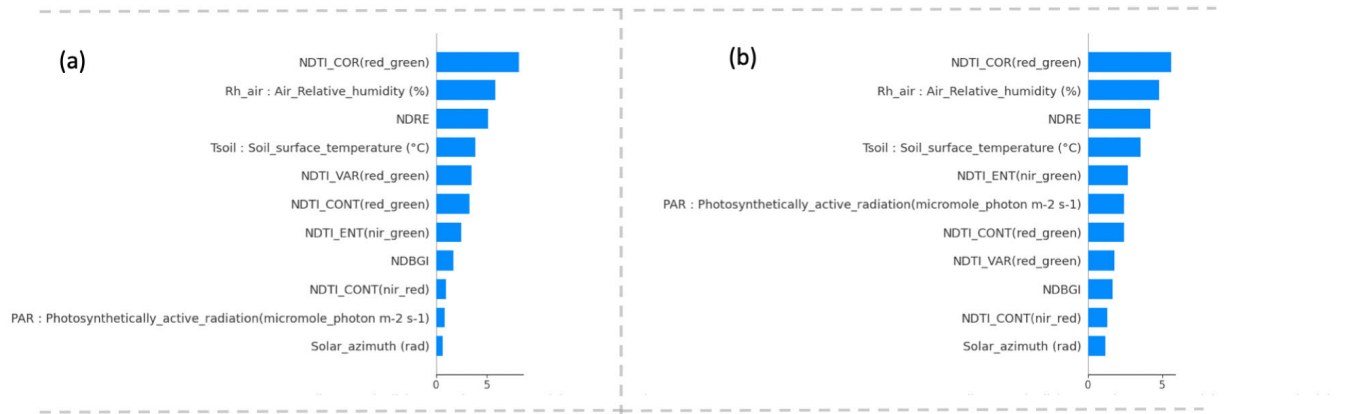 (a)
NDTI_COR(red_green)
Rh_air : Air_Relative_humidity (%)
NDRE
Tsoil : Soil_surface_temperature (°C)
NDTI_VAR(red_green)
NDTI_CONT(red_green)
NDTI_ENT(nir_green)
NDBGI
NDTI_CONT(nir_red)
PAR : Photosynthetically_active_radiation(micromole_photon m-2 s-1)
Solar_azimuth (rad)
0 5
(b)
NDTI_COR(red_green)
Rh_air : Air_Relative_humidity (%)
NDRE
Tsoil : Soil_surface_temperature (°C)
NDTI_ENT(nir_green)
PAR : Photosynthetically_active_radiation(micromole_photon m-2 s-1)
NDTI_CONT(red_green)
NDTI_VAR(red_green)
NDBGI
NDTI_CONT(nir_red)
Solar_azimuth (rad)
0 5